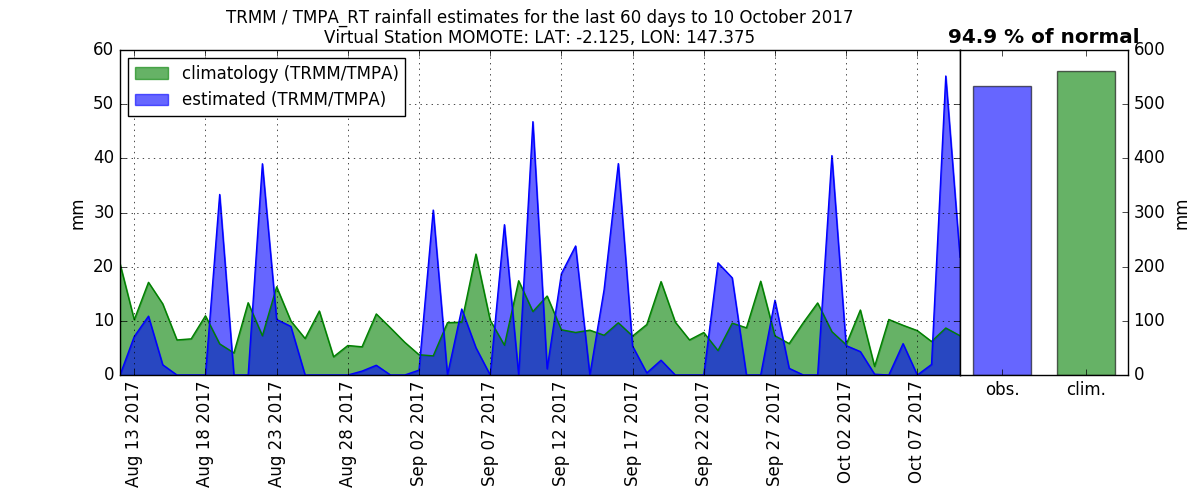 TRMM / TMPA_RT rainfall estimates for the last 60 days to 10 October 2017
Virtual Station MOMOTE: LAT: -2.125, LON: 147.375
94.9 % of normal
climatology (TRMM/TMPA)
estimated (TRMM/TMPA)
60
50
40
30
20
10
0
mm
600
500
400
300
200
100
0
mm
Aug 13 2017
Aug 18 2017
Aug 23 2017
Aug 28 2017
Sep 02 2017
Sep 07 2017
Sep 12 2017
Sep 17 2017
Sep 22 2017
Sep 27 2017
Oct 02 2017
Oct 07 2017
obs.
clim.